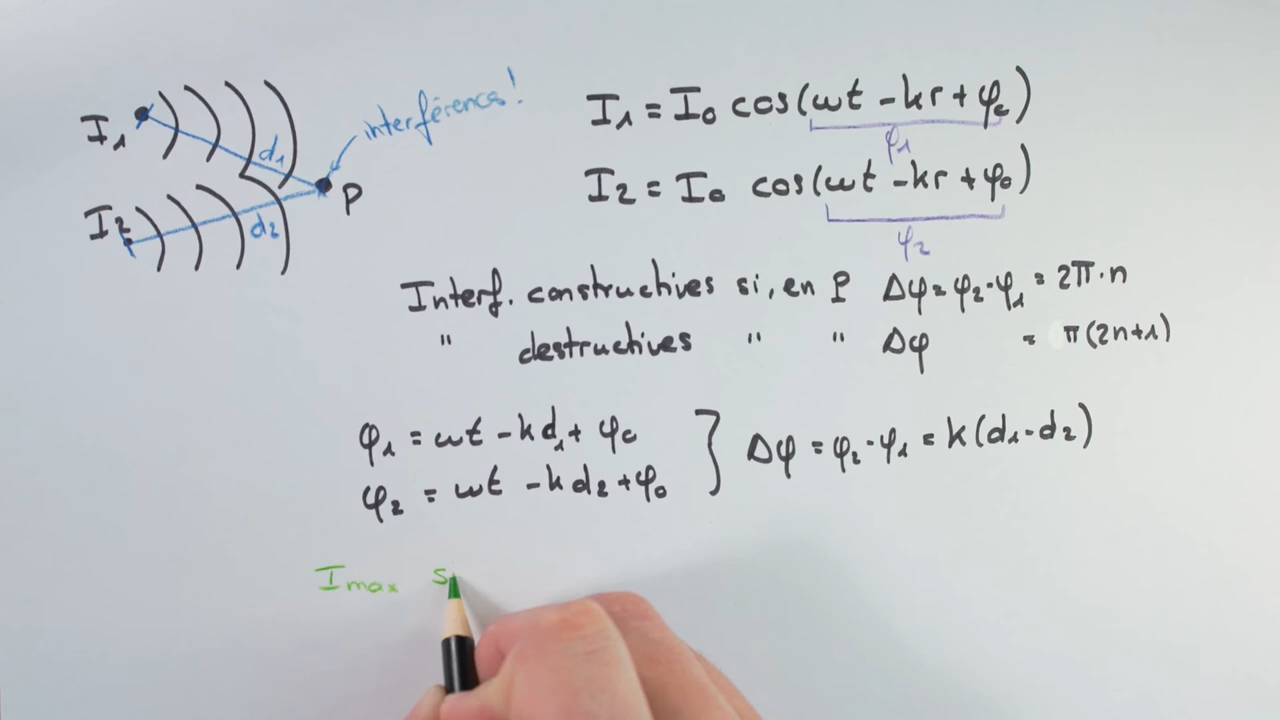 I₁ d₁ interférence! P
I₂ d₂
I₁ = I₀ cos(ωt - kr + φ₀)
φ₁
I₂ = I₀ cos(ωt - kr + φ₀)
φ₂
Interf. constructives si, en P Δφ = φ₂ - φ₁ = 2π·n
" destructives " " Δφ = π(2n+1)
φ₁ = ωt - kd₁ + φ₀
φ₂ = ωt - kd₂ + φ₀ } Δφ = φ₂ - φ₁ = k(d₁ - d₂)
Imax s